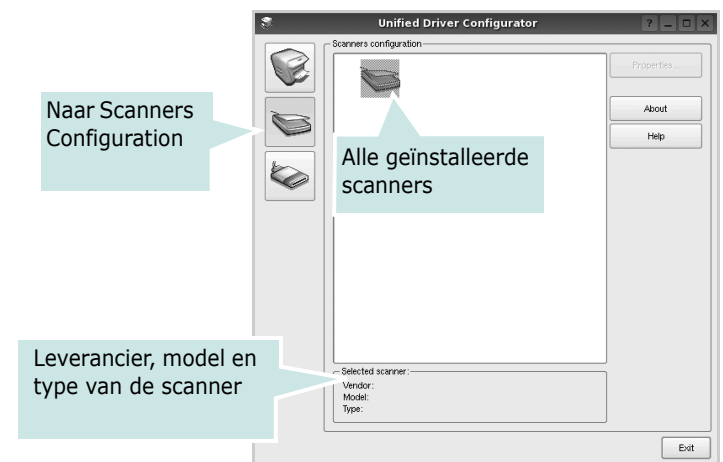 Unified Driver Configurator
Scanners configuration
Properties...
About
Help
Naar Scanners
Configuration
Alle geïnstalleerde
scanners
Leverancier, model en
type van de scanner
Selected scanner:
Vendor:
Model:
Type:
Exit